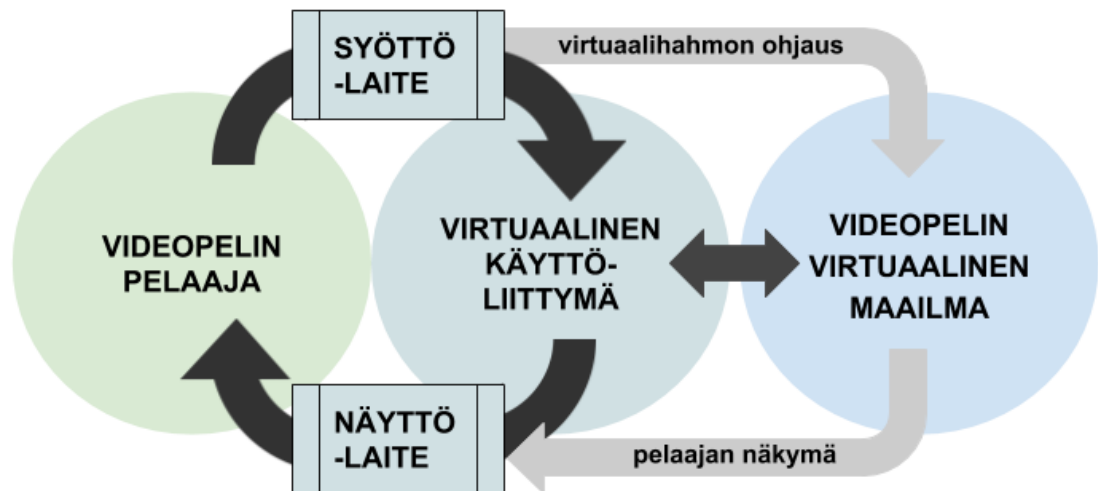 SYÖTTÖ
-LAITE
virtuaalihahmon ohjaus
VIDEOPELIN
PELAAJA
VIRTUAALINEN
KÄYTTÖ-
LIITTYMÄ
VIDEOPELIN
VIRTUAALINEN
MAAILMA
NÄYTTÖ
-LAITE
pelaajan näkymä